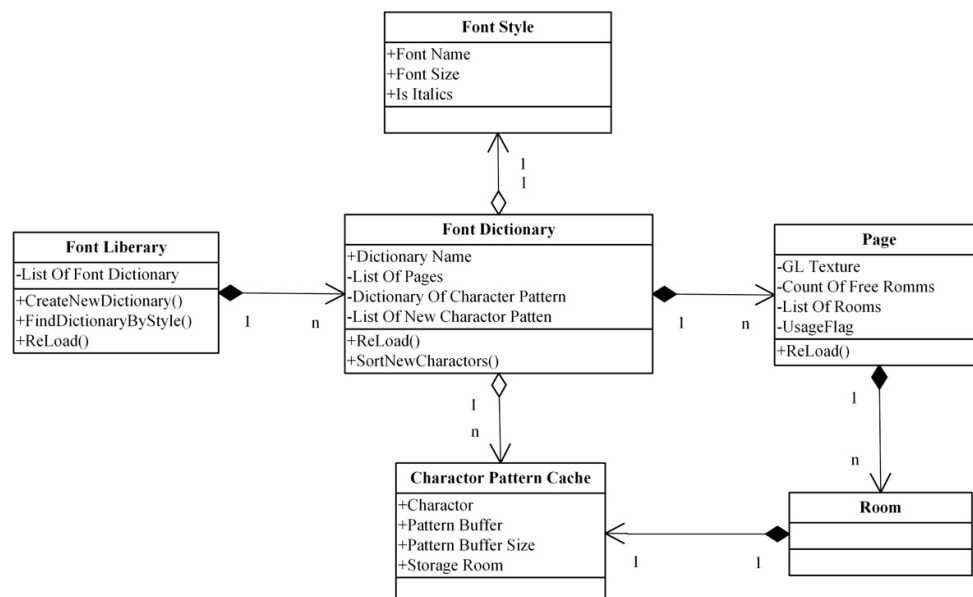 Font Style
+Font Name
+Font Size
+Is Italics
1
1
Font Liberary
-List Of Font Dictionary
+CreateNewDictionary()
+FindDictionaryByStyle()
+ReLoad()
1
n
Font Dictionary
+Dictionary Name
-List Of Pages
-Dictionary Of Character Pattern
-List Of New Charactor Patten
+ReLoad()
+SortNewCharactors()
1
n
Page
-GL Texture
-Count Of Free Romms
-List Of Rooms
-UsageFlag
+ReLoad()
1
n
1
n
Charactor Pattern Cache
+Charactor
+Pattern Buffer
+Pattern Buffer Size
+Storage Room
1
1
Room